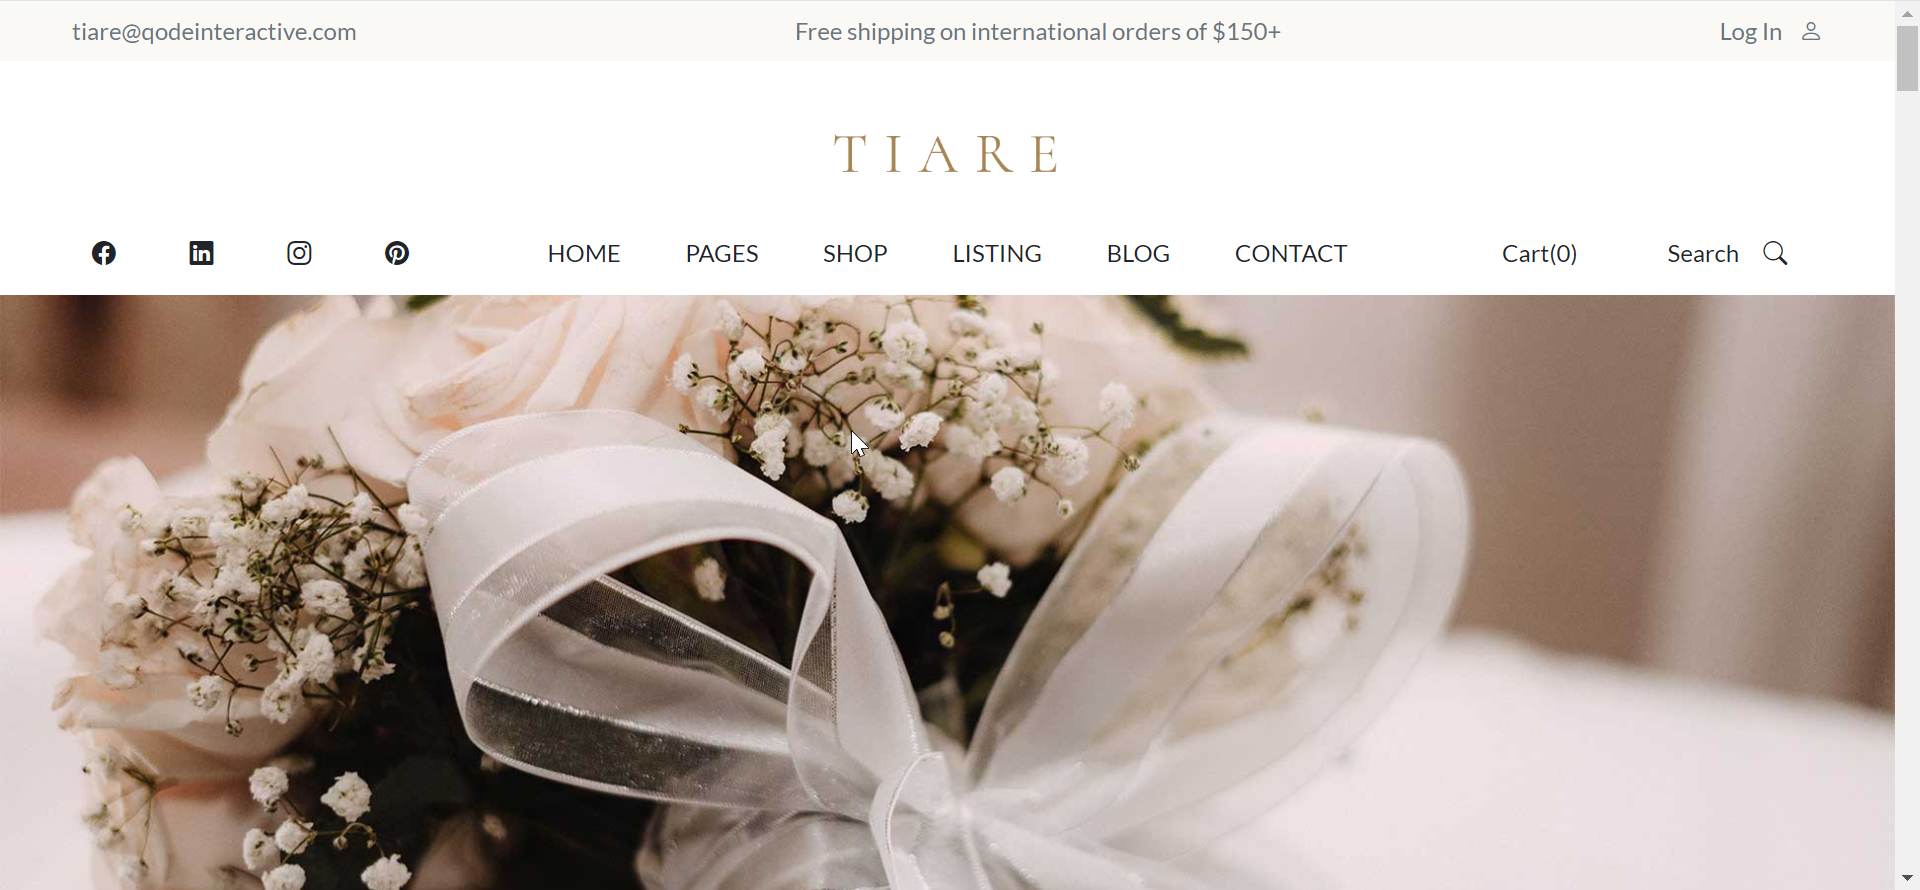 tiare@qodeinteractive.com
Free shipping on international orders of $150+
Log In
TIARE
HOME PAGES SHOP LISTING BLOG CONTACT
Cart(0)
Search